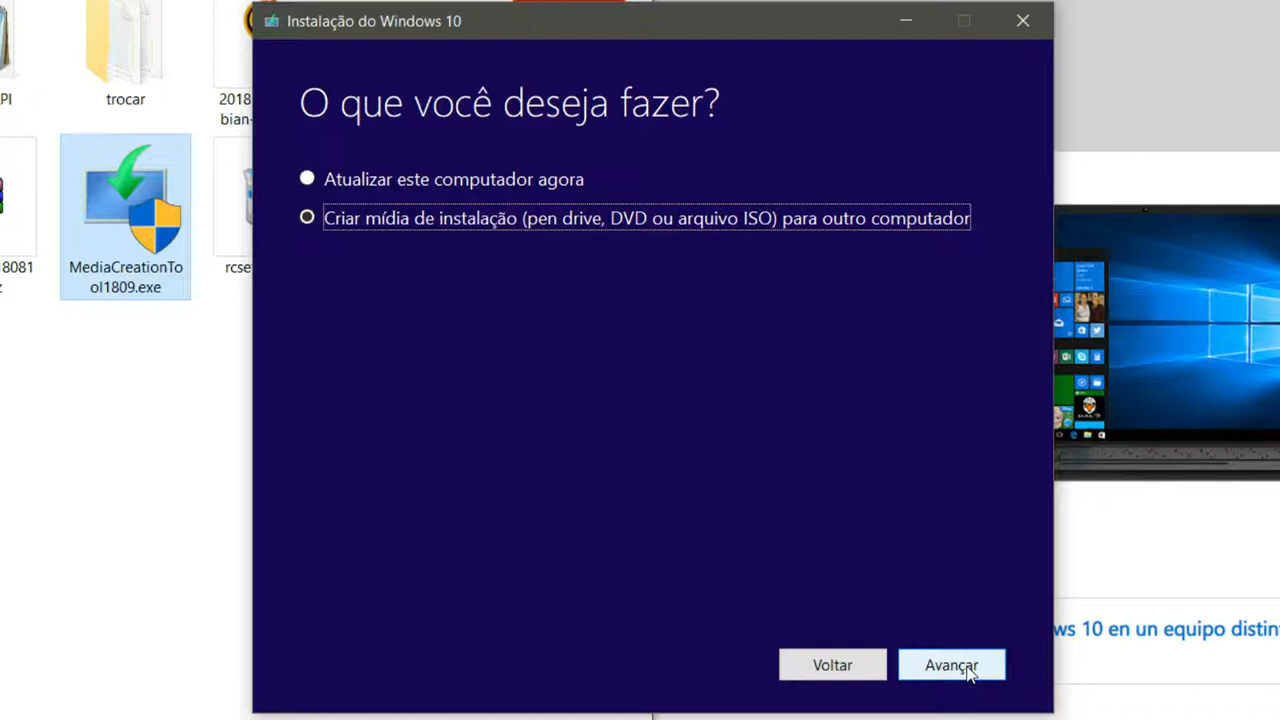 Instalação do Windows 10
PI
trocar
2018
bian-
O que você deseja fazer?
Atualizar este computador agora
Criar mídia de instalação (pen drive, DVD ou arquivo ISO) para outro computador
8081
z
MediaCreationTo
ol1809.exe
rcse
ws 10 en un equipo distin
Voltar
Avançar